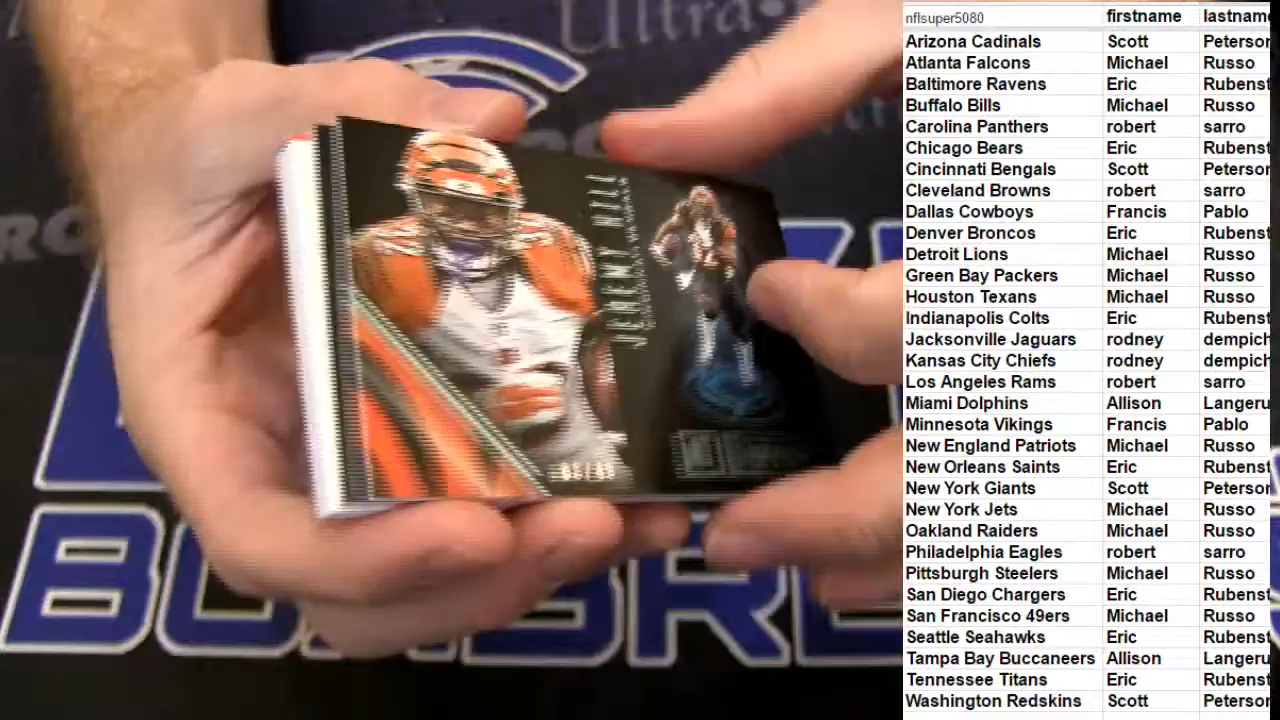 nflsuper5080 firstname lastname
Arizona Cadinals Scott Peterson
Atlanta Falcons Michael Russo
Baltimore Ravens Eric Rubenst
Buffalo Bills Michael Russo
Carolina Panthers robert sarro
Chicago Bears Eric Rubenst
Cincinnati Bengals Scott Peterson
Cleveland Browns robert sarro
Dallas Cowboys Francis Pablo
Denver Broncos Eric Rubenst
Detroit Lions Michael Russo
Green Bay Packers Michael Russo
Houston Texans Michael Russo
Indianapolis Colts Eric Rubenst
Jacksonville Jaguars rodney dempich
Kansas City Chiefs rodney dempich
Los Angeles Rams robert sarro
Miami Dolphins Allison Langeru
Minnesota Vikings Francis Pablo
New England Patriots Michael Russo
New Orleans Saints Eric Rubenst
New York Giants Scott Peterson
New York Jets Michael Russo
Oakland Raiders Michael Russo
Philadelphia Eagles robert sarro
Pittsburgh Steelers Michael Russo
San Diego Chargers Eric Rubenst
San Francisco 49ers Michael Russo
Seattle Seahawks Eric Rubenst
Tampa Bay Buccaneers Allison Langeru
Tennessee Titans Eric Rubenst
Washington Redskins Scott Peterson
Ultra
JEREMY HILL
CINCINNATI BENGALS